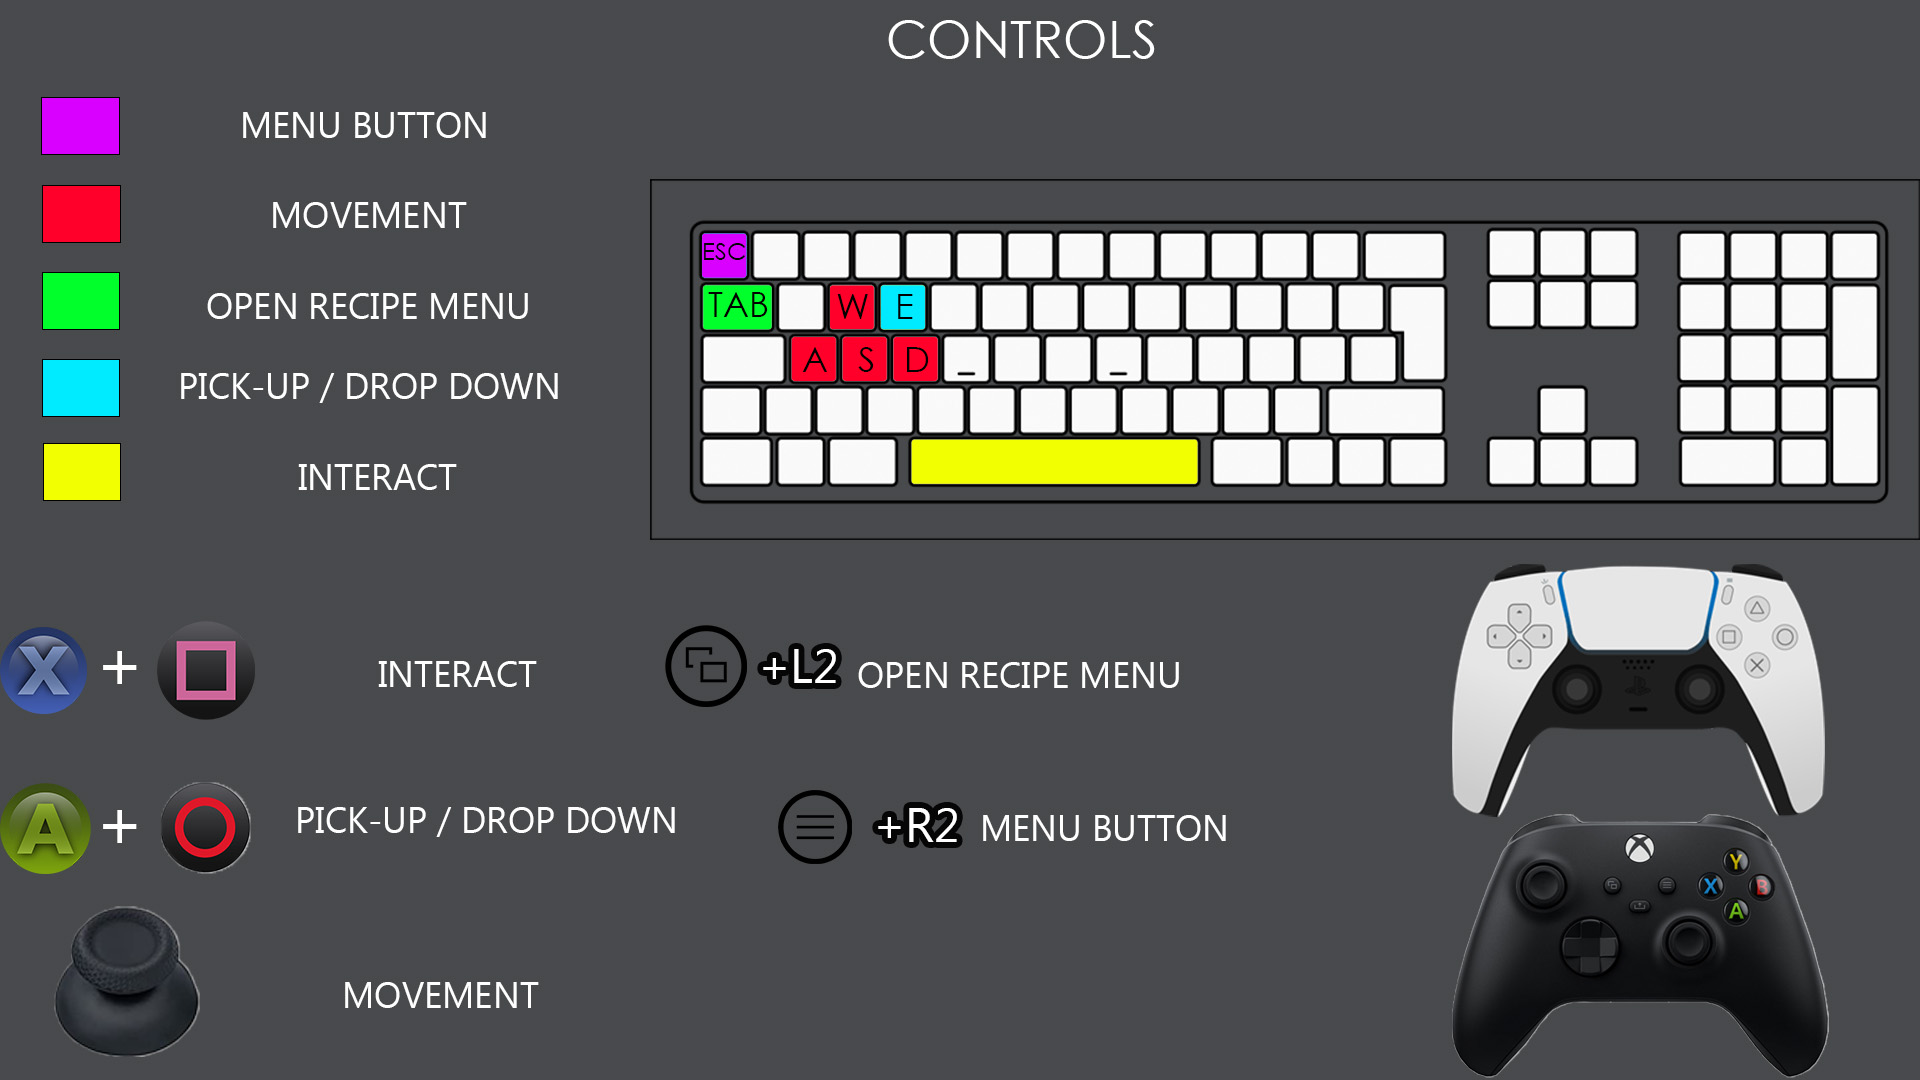 CONTROLS
MENU BUTTON
MOVEMENT
OPEN RECIPE MENU
PICK-UP / DROP DOWN
INTERACT
ESC
TAB W E
A S D _ _
X + INTERACT
+L2 OPEN RECIPE MENU
A + PICK-UP / DROP DOWN
+R2 MENU BUTTON
MOVEMENT
Y
X B
A